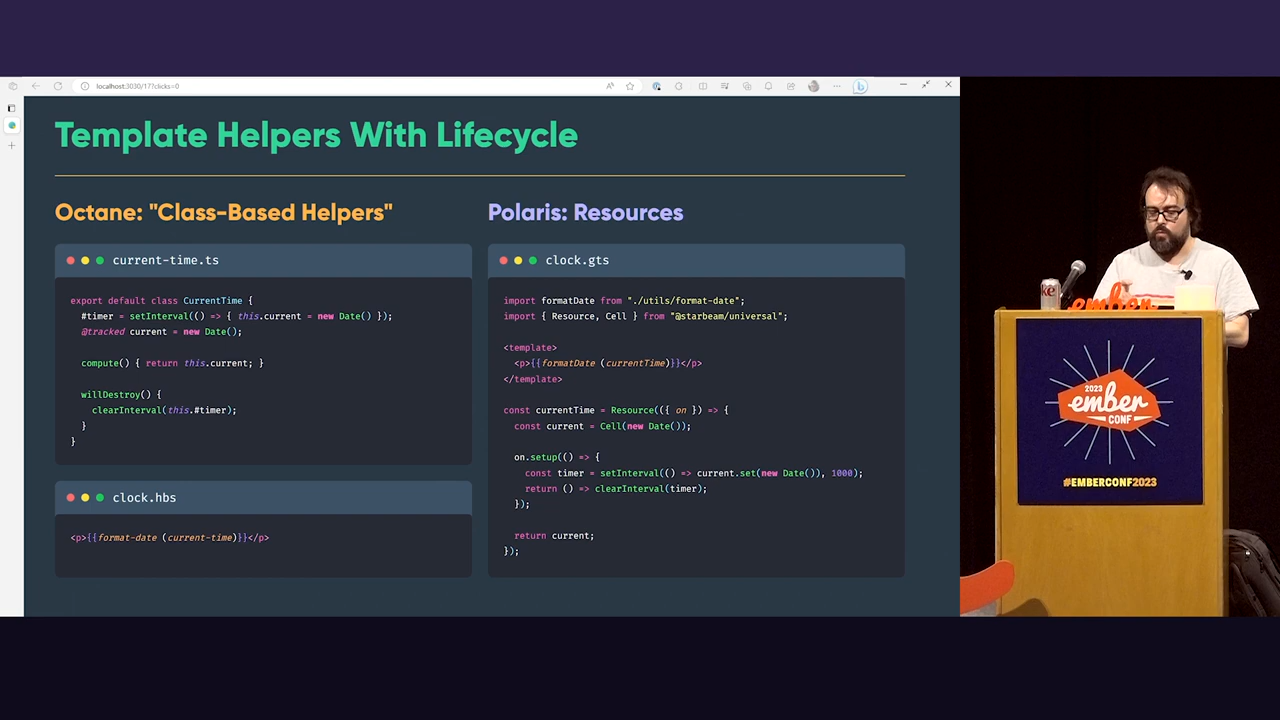 localhost:3030/17?clicks=0
Template Helpers With Lifecycle
Octane: "Class-Based Helpers"
current-time.ts
export default class CurrentTime {
  #timer = setInterval(() => { this.current = new Date() });
  @tracked current = new Date();
  compute() { return this.current; }
  willDestroy() {
    clearInterval(this.#timer);
  }
}
clock.hbs
<p>{{format-date (current-time)}}</p>
Polaris: Resources
clock.gts
import formatDate from "./utils/format-date";
import { Resource, Cell } from "@starbeam/universal";
<template>
  <p>{{formatDate (currentTime)}}</p>
</template>
const currentTime = Resource(({ on }) => {
  const current = Cell(new Date());
  on.setup(() => {
    const timer = setInterval(() => current.set(new Date()), 1000);
    return () => clearInterval(timer);
  });
  return current;
});
ke
ember
2023
ember
CONF
#EMBERCONF2023